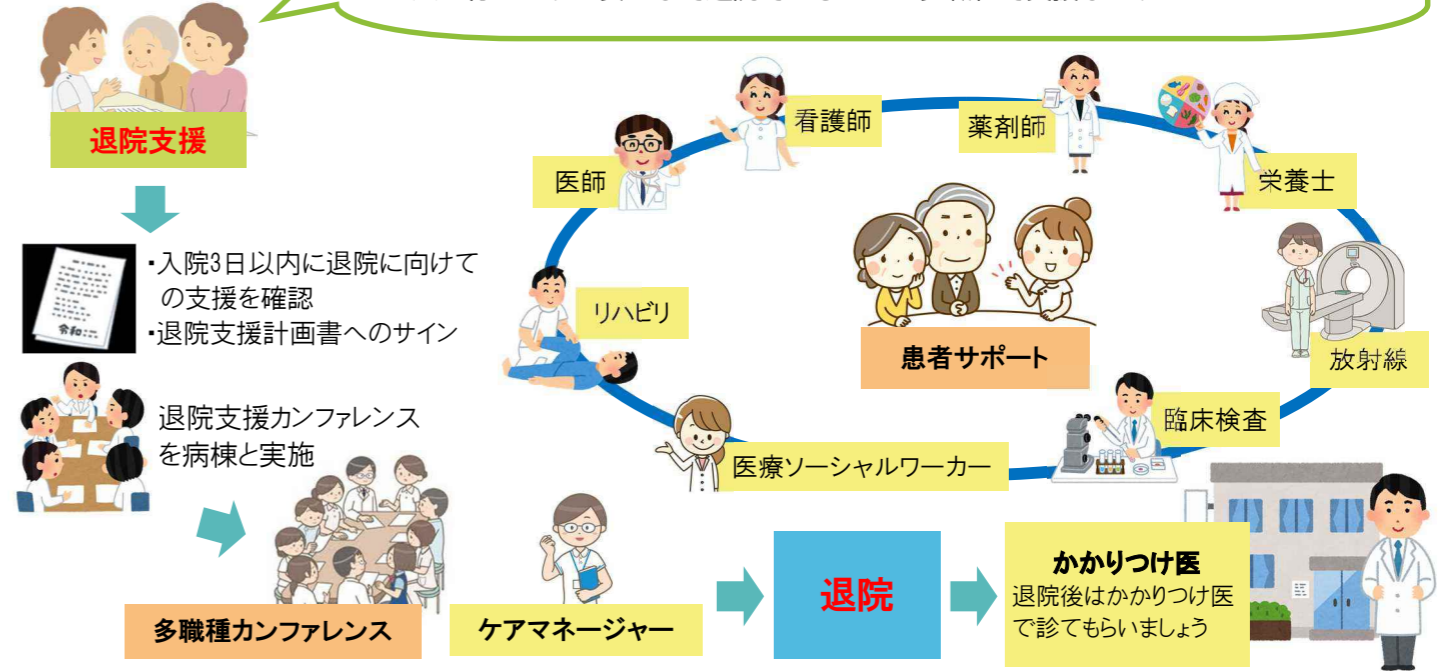 退院支援
・入院3日以内に退院に向けて
の支援を確認
・退院支援計画書へのサイン
令和
退院支援カンファレンス
を病棟と実施
多職種カンファレンス
医師
看護師
薬剤師
栄養士
放射線
臨床検査
医療ソーシャルワーカー
リハビリ
患者サポート
ケアマネージャー
退院
かかりつけ医
退院後はかかりつけ医
で診てもらいましょう